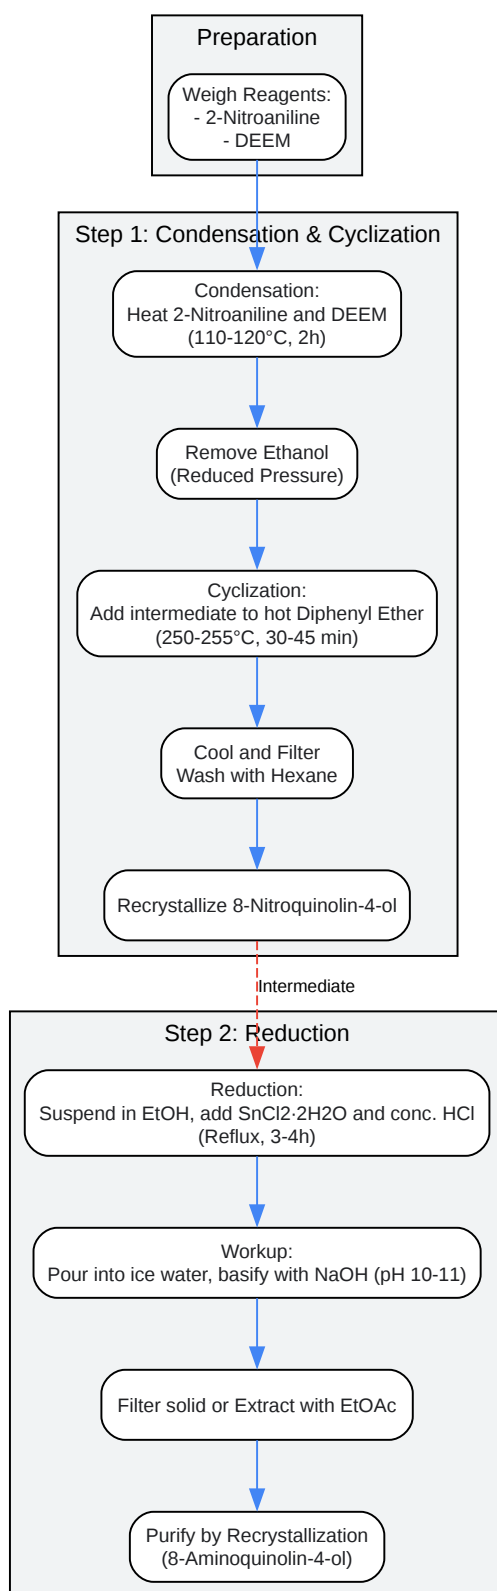 Preparation
Weigh Reagents:
- 2-Nitroaniline
- DEEM
Step 1: Condensation & Cyclization
Condensation:
Heat 2-Nitroaniline and DEEM
(110-120°C, 2h)
Remove Ethanol
(Reduced Pressure)
Cyclization:
Add intermediate to hot Diphenyl Ether
(250-255°C, 30-45 min)
Cool and Filter
Wash with Hexane
Recrystallize 8-Nitroquinolin-4-ol
Intermediate
Step 2: Reduction
Reduction:
Suspend in EtOH, add SnCl2·2H2O and conc. HCl
(Reflux, 3-4h)
Workup:
Pour into ice water, basify with NaOH (pH 10-11)
Filter solid or Extract with EtOAc
Purify by Recrystallization
(8-Aminoquinolin-4-ol)